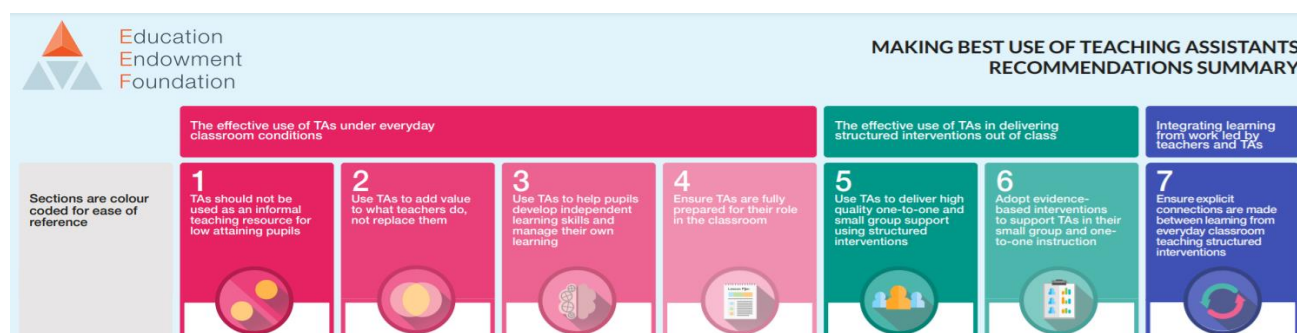 Education
Endowment
Foundation
MAKING BEST USE OF TEACHING ASSISTANTS
RECOMMENDATIONS SUMMARY
The effective use of TAs under everyday
classroom conditions
The effective use of TAs in delivering
structured interventions out of class
Integrating learning
from work led by
teachers and TAs
Sections are colour
coded for ease of
reference
1
TAs should not be
used as an informal
teaching resource for
low attaining pupils
2
Use TAs to add value
to what teachers do,
not replace them
3
Use TAs to help pupils
develop independent
learning skills and
manage their own
learning
4
Ensure TAs are fully
prepared for their role
in the classroom
5
Use TAs to deliver high
quality one-to-one and
small group support
using structured
interventions
6
Adopt evidence-
based interventions
to support TAs in their
small group and one-
to-one instruction
7
Ensure explicit
connections are made
between learning from
everyday classroom
teaching structured
interventions